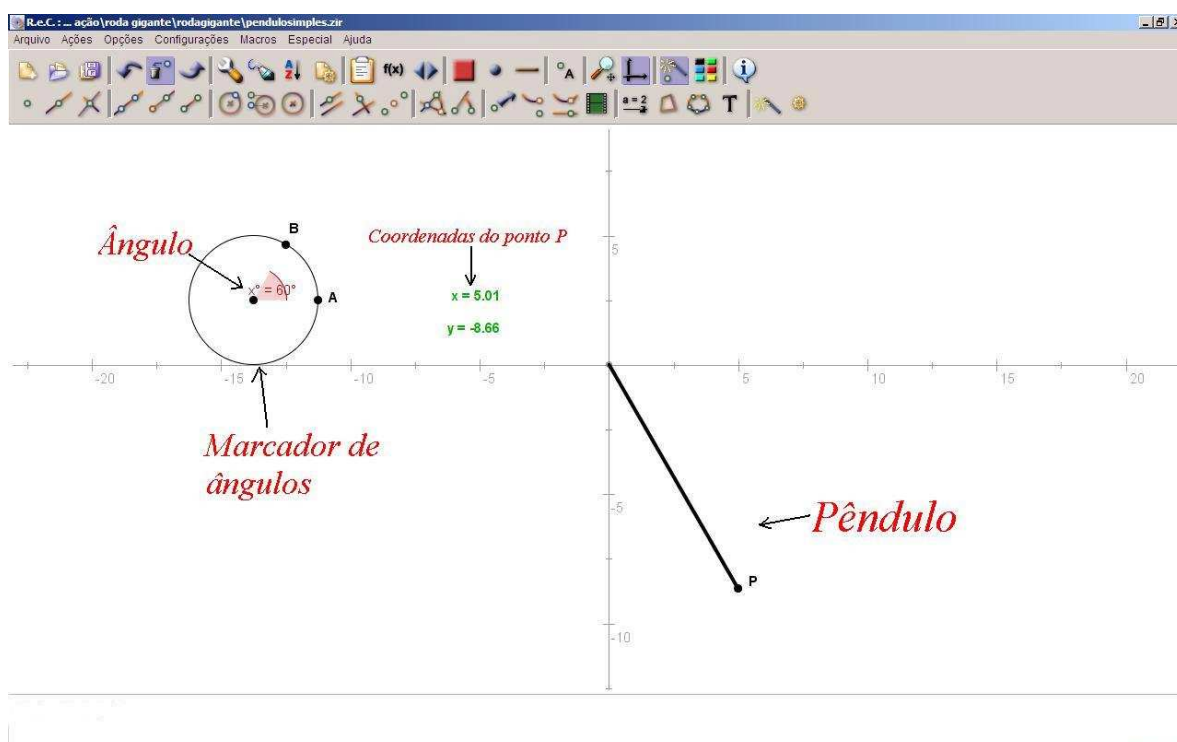 R.e.C. : ... ação\roda gigante\rodagigante\pendulosimples.zir
Arquivo Ações Opções Configurações Macros Especial Ajuda
f(x)
A
Z
°A
a = 2
T
B
Ângulo
Coordenadas do ponto P
x° = 60°
A
x = 5.01
y = -8.66
5
-20 -15 -10 -5 5 10 15 20
Marcador de
ângulos
-5
Pêndulo
P
-10